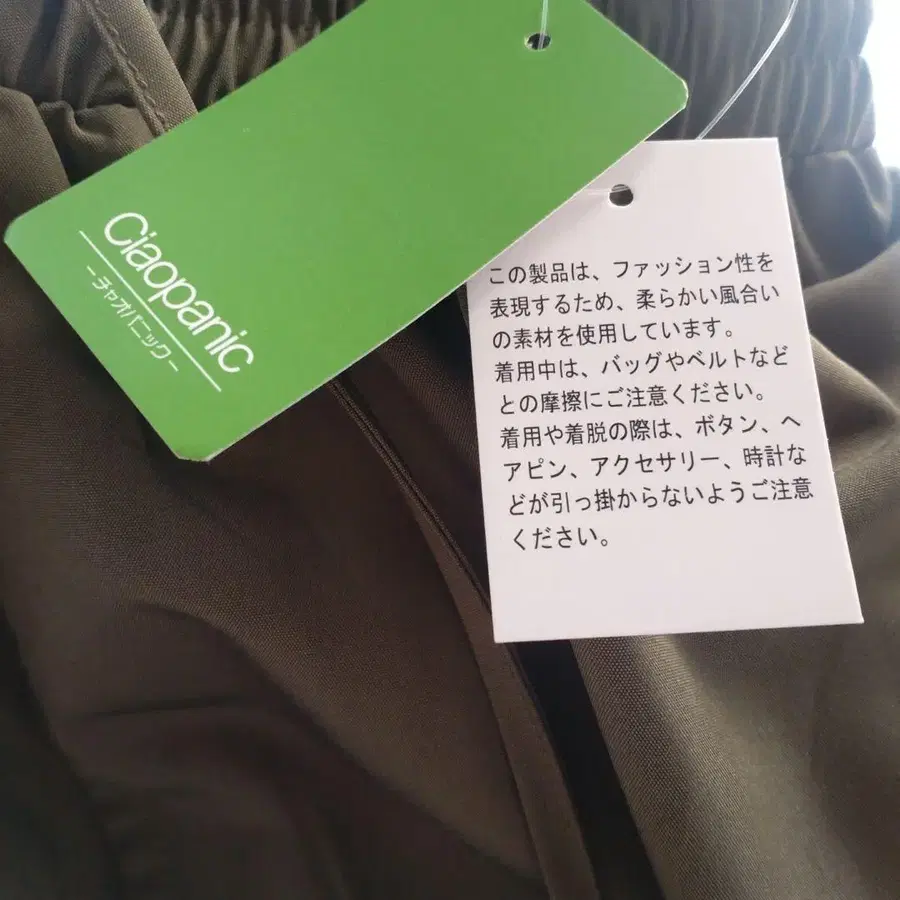 Ciaopanic
-チャオパニック-
この製品は、ファッション性を
表現するため、柔らかい風合い
の素材を使用しています。
着用中は、バッグやベルトなど
との摩擦にご注意ください。
着用や着脱の際は、ボタン、ヘ
アピン、アクセサリー、時計な
どが引っ掛からないようご注意
ください。